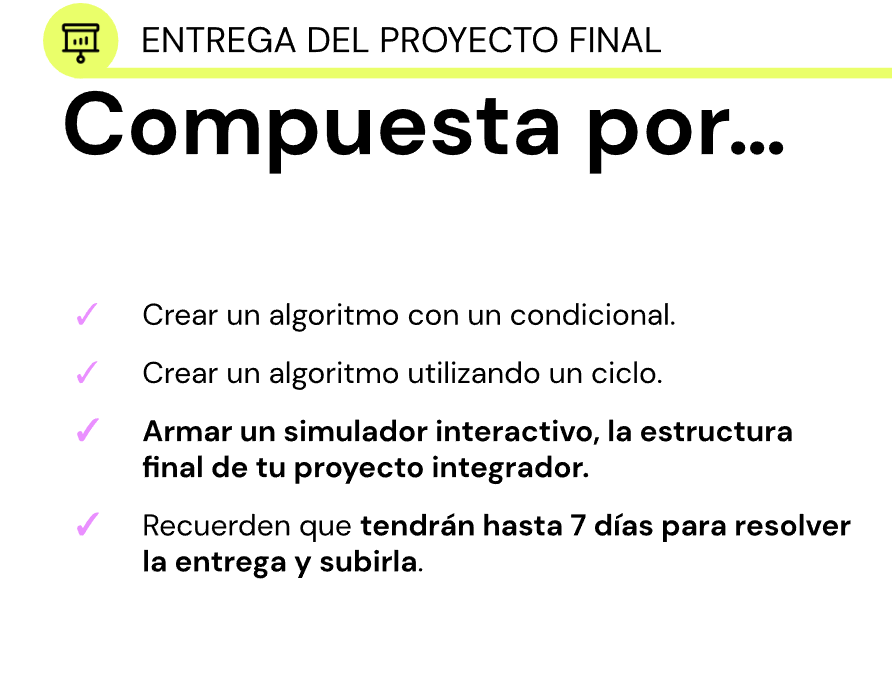 ENTREGA DEL PROYECTO FINAL
Compuesta por...
✓ Crear un algoritmo con un condicional.
✓ Crear un algoritmo utilizando un ciclo.
✓ Armar un simulador interactivo, la estructura
final de tu proyecto integrador.
✓ Recuerden que tendrán hasta 7 días para resolver
la entrega y subirla.